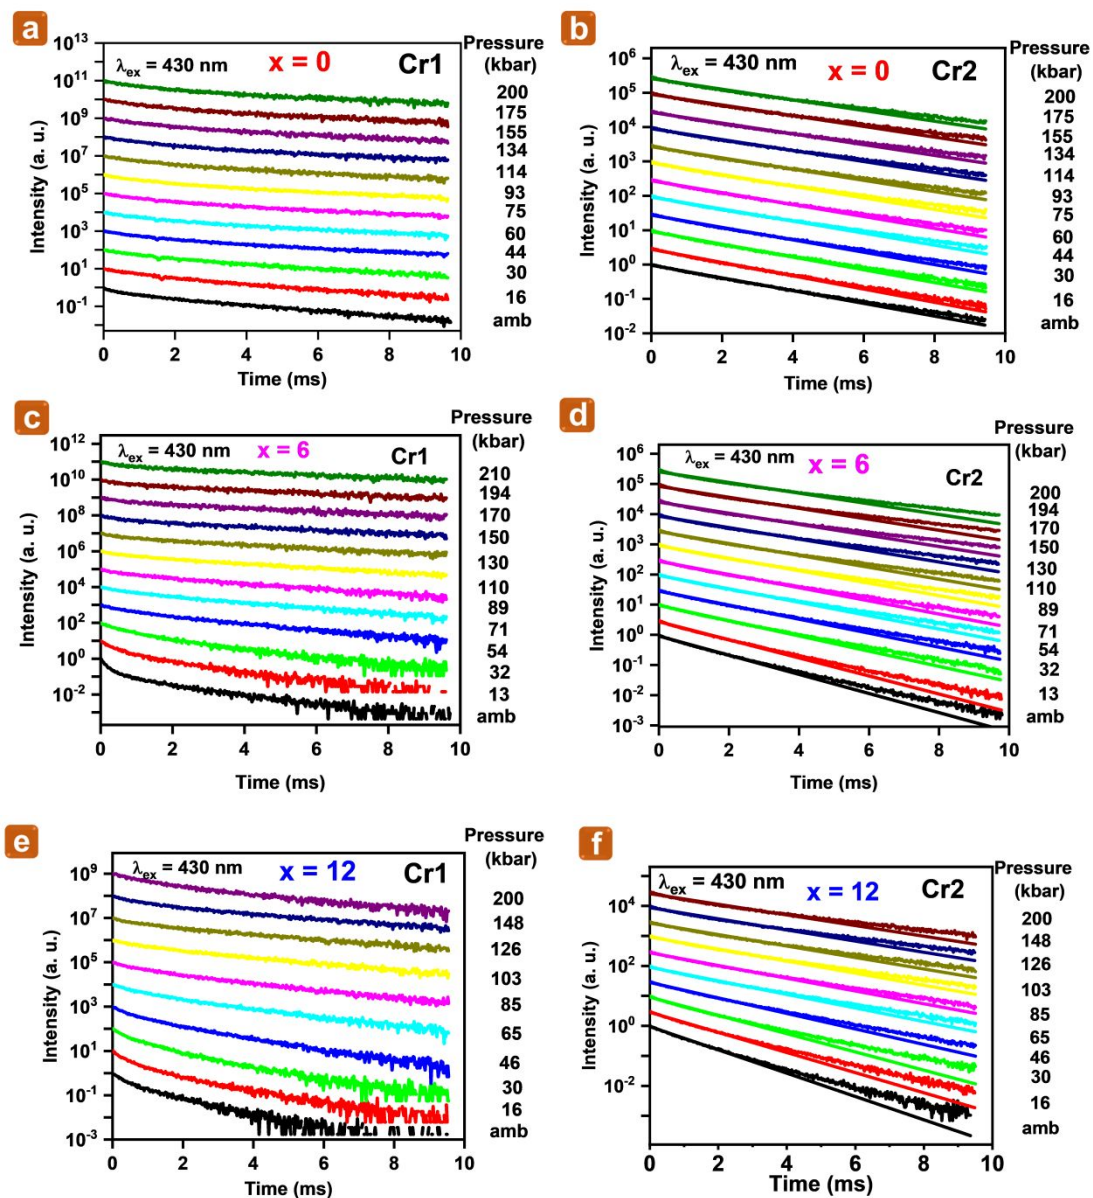 a
Pressure
(kbar)
λex = 430 nm x = 0 Cr1
10^13
10^11
10^9
10^7
10^5
10^3
10^1
10^-1
200
175
155
134
114
93
75
60
44
30
16
amb
Intensity (a. u.)
0 2 4 6 8 10
Time (ms)
b
Pressure
(kbar)
λex = 430 nm x = 0 Cr2
10^6
10^5
10^4
10^3
10^2
10^1
10^0
10^-1
10^-2
200
175
155
134
114
93
75
60
44
30
16
amb
Intensity (a. u.)
0 2 4 6 8 10
Time (ms)
c
Pressure
(kbar)
λex = 430 nm x = 6 Cr1
10^12
10^10
10^8
10^6
10^4
10^2
10^0
10^-2
210
194
170
150
130
110
89
71
54
32
13
amb
Intensity (a. u.)
0 2 4 6 8 10
Time (ms)
d
Pressure
(kbar)
λex = 430 nm x = 6 Cr2
10^6
10^5
10^4
10^3
10^2
10^1
10^0
10^-1
10^-2
10^-3
200
194
170
150
130
110
89
71
54
32
13
amb
Intensity (a. u.)
0 2 4 6 8 10
Time (ms)
e
Pressure
(kbar)
λex = 430 nm x = 12 Cr1
10^9
10^7
10^5
10^3
10^1
10^-1
10^-3
200
148
126
103
85
65
46
30
16
amb
Intensity (a. u.)
0 2 4 6 8 10
Time (ms)
f
Pressure
(kbar)
λex = 430 nm x = 12 Cr2
10^4
10^2
10^0
10^-2
200
148
126
103
85
65
46
30
16
amb
Intensity (a. u.)
0 2 4 6 8 10
Time (ms)